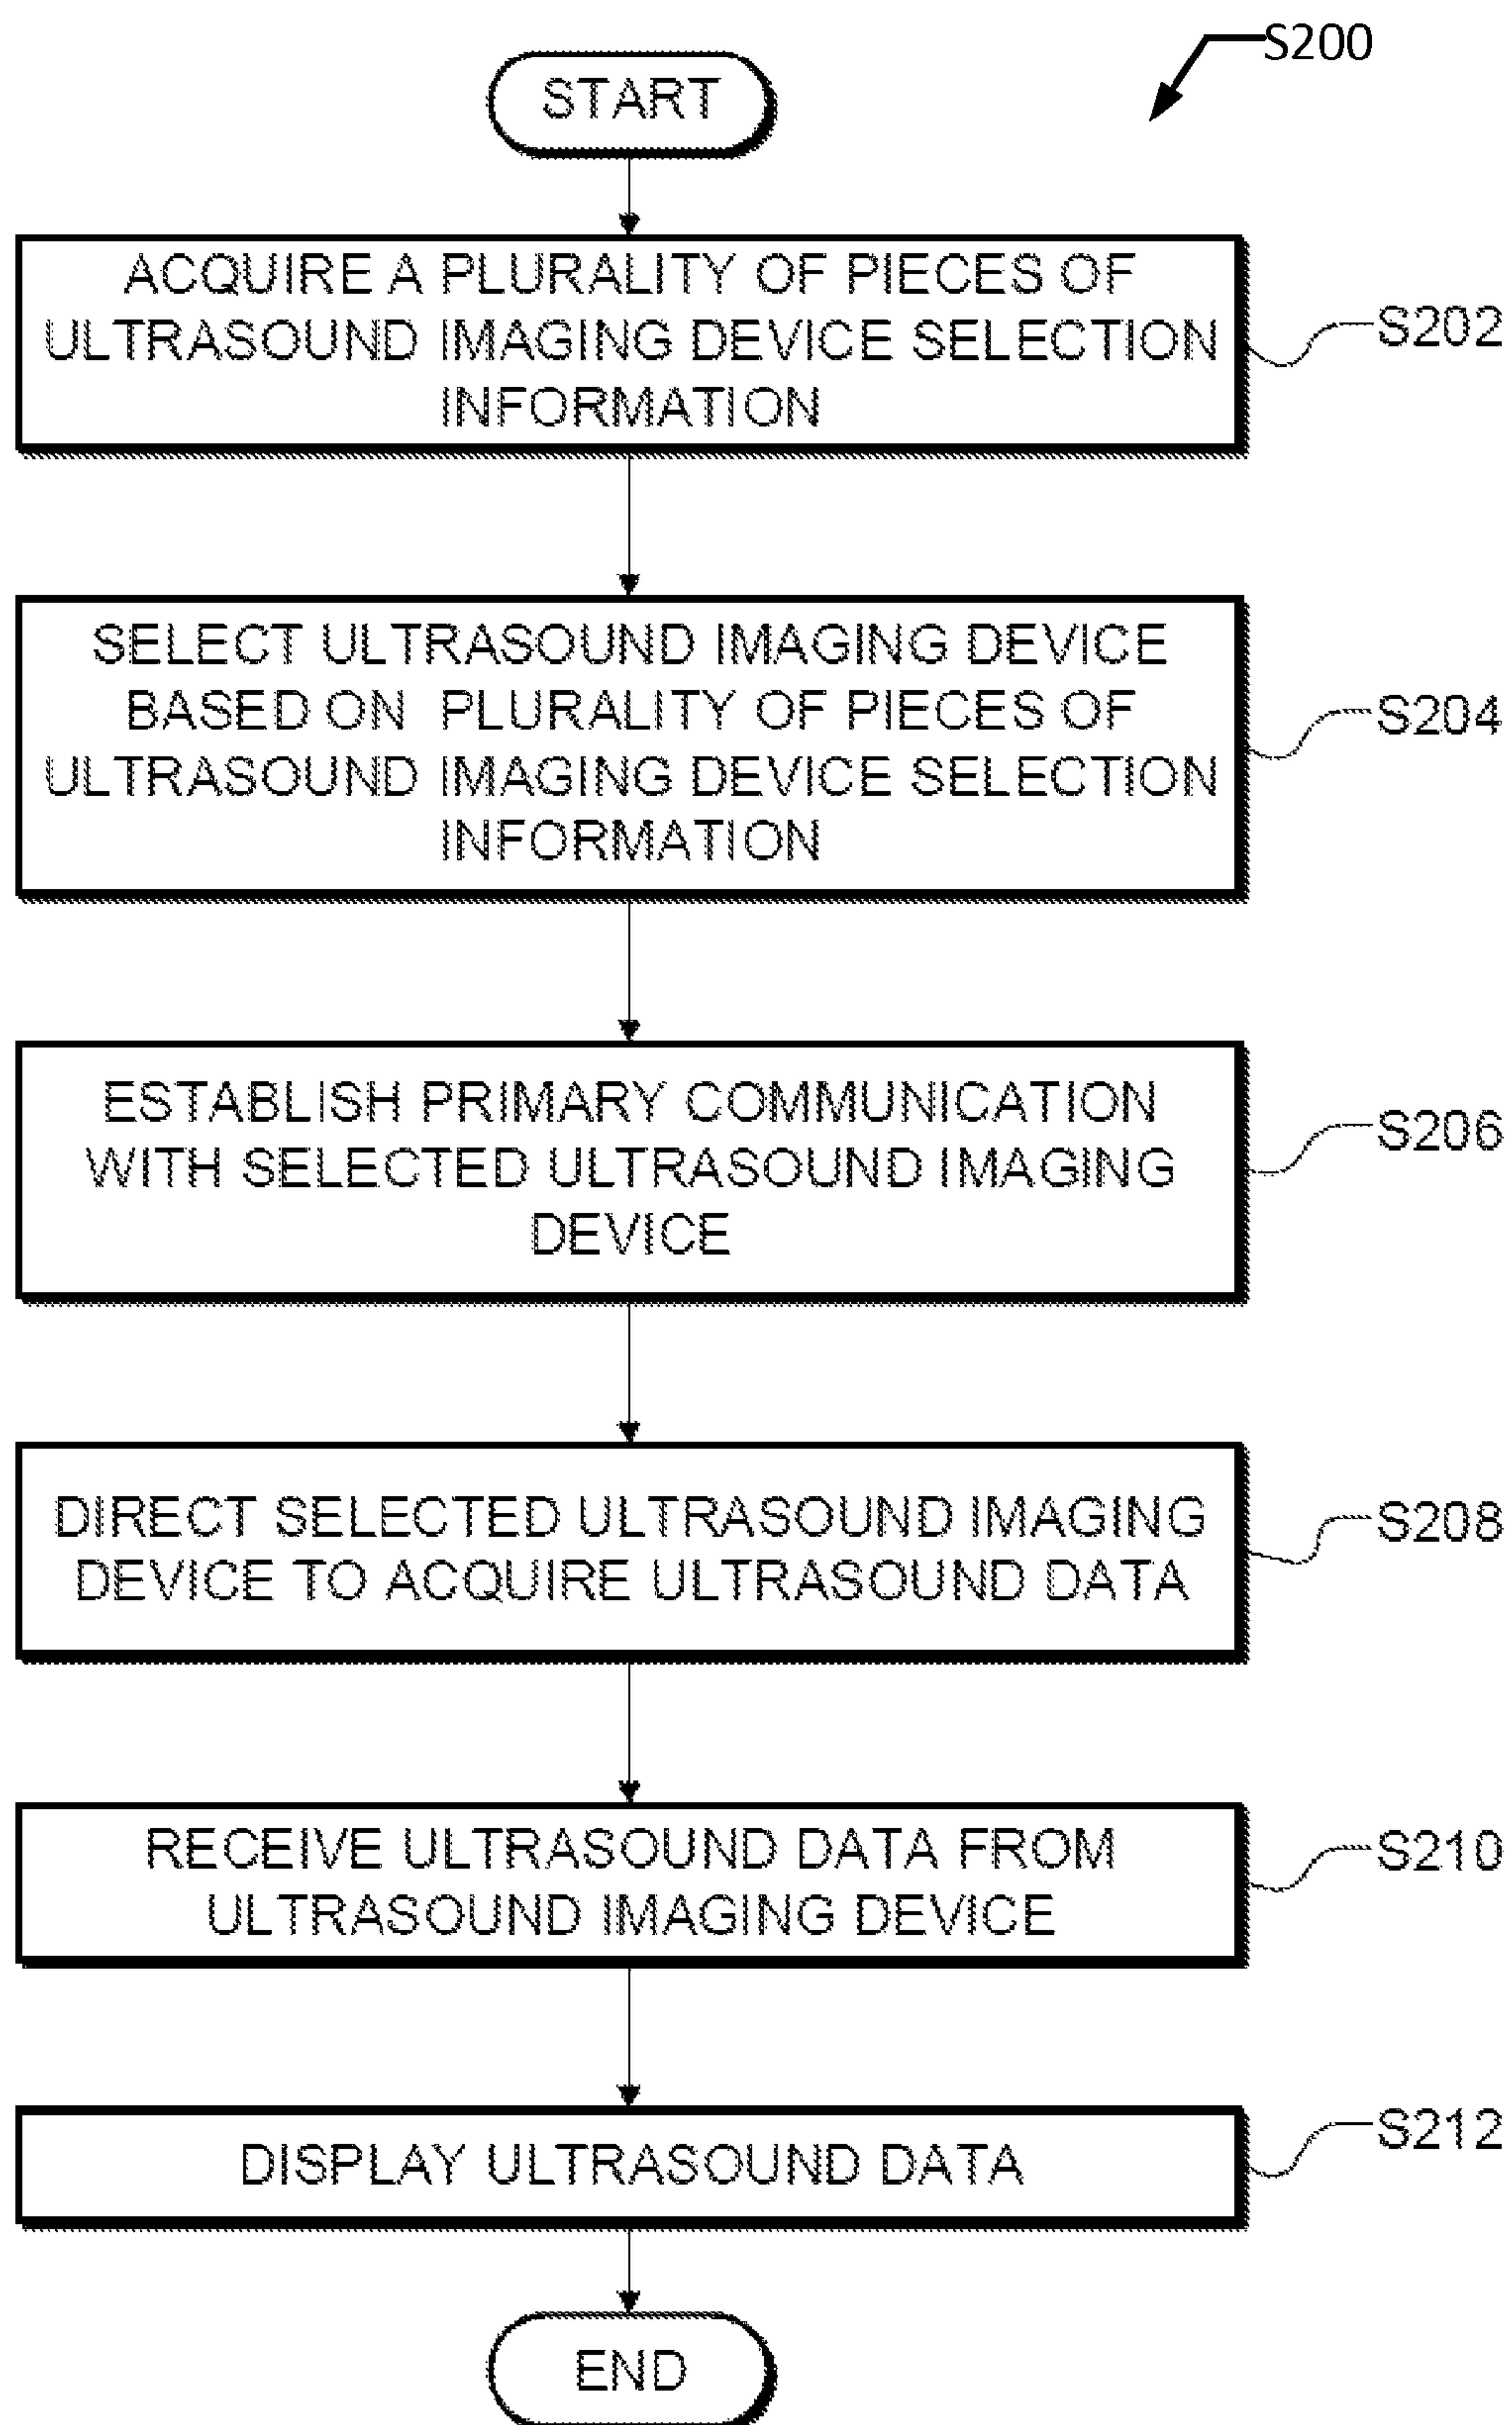 S200
START
ACQUIRE A PLURALITY OF PIECES OF
ULTRASOUND IMAGING DEVICE SELECTION
INFORMATION
S202
SELECT ULTRASOUND IMAGING DEVICE
BASED ON PLURALITY OF PIECES OF
ULTRASOUND IMAGING DEVICE SELECTION
INFORMATION
S204
ESTABLISH PRIMARY COMMUNICATION
WITH SELECTED ULTRASOUND IMAGING
DEVICE
S206
DIRECT SELECTED ULTRASOUND IMAGING
DEVICE TO ACQUIRE ULTRASOUND DATA
S208
RECEIVE ULTRASOUND DATA FROM
ULTRASOUND IMAGING DEVICE
S210
DISPLAY ULTRASOUND DATA
S212
END